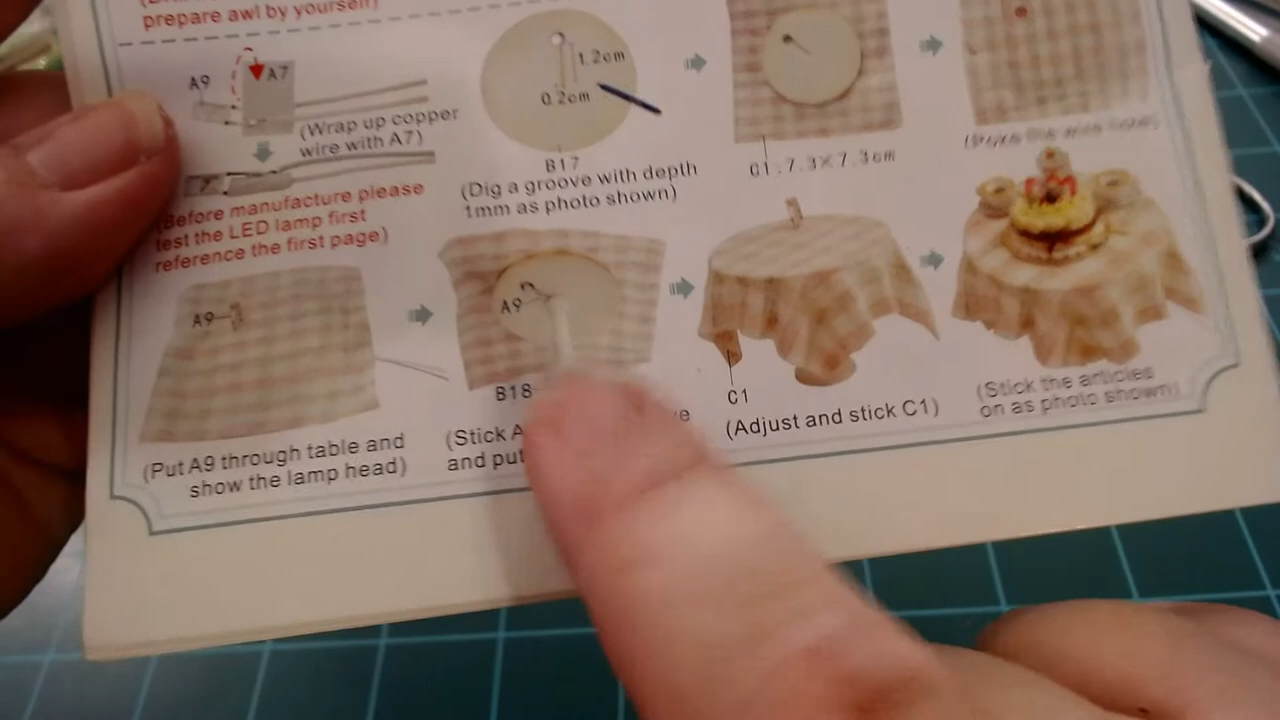 prepare awl by yourself)
A9
A7
(Wrap up copper
wire with A7)
(Before manufacture please
test the LED lamp first
reference the first page)
1.2cm
0.2cm
B17
(Dig a groove with depth
1mm as photo shown)
C1:7.3×7.3cm
A9
(Put A9 through table and
show the lamp head)
A9
B18
(Stick
and put
C1
(Adjust and stick C1)
(Stick the articles
on as photo shown)